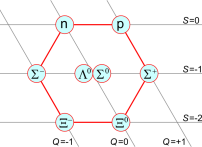 n p S=0
Σ⁻ Λ⁰ Σ⁰ Σ⁺ S=-1
Ξ⁻ Ξ⁰ S=-2
Q=-1 Q=0 Q=+1